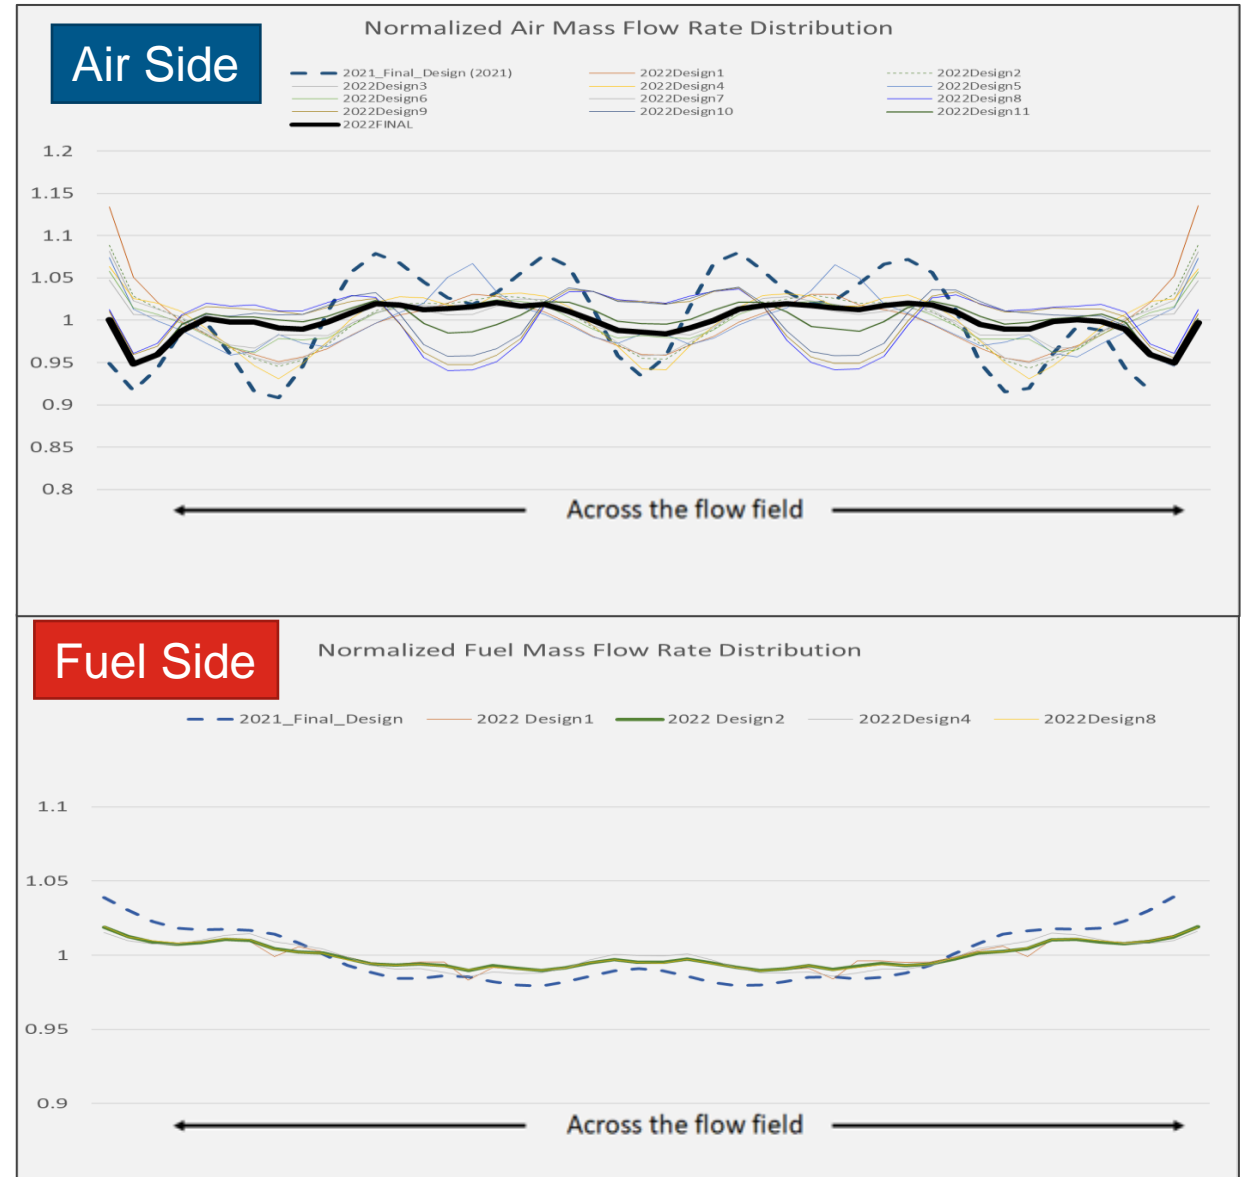 Air Side
Normalized Air Mass Flow Rate Distribution
2021_Final_Design (2021) 2022Design1 2022Design2
2022Design3 2022Design4 2022Design5
2022Design6 2022Design7 2022Design8
2022Design9 2022Design10 2022Design11
2022FINAL
1.2
1.15
1.1
1.05
1
0.95
0.9
0.85
0.8
Across the flow field
Fuel Side
Normalized Fuel Mass Flow Rate Distribution
2021_Final_Design 2022 Design1 2022 Design2 2022Design4 2022Design8
1.1
1.05
1
0.95
0.9
Across the flow field